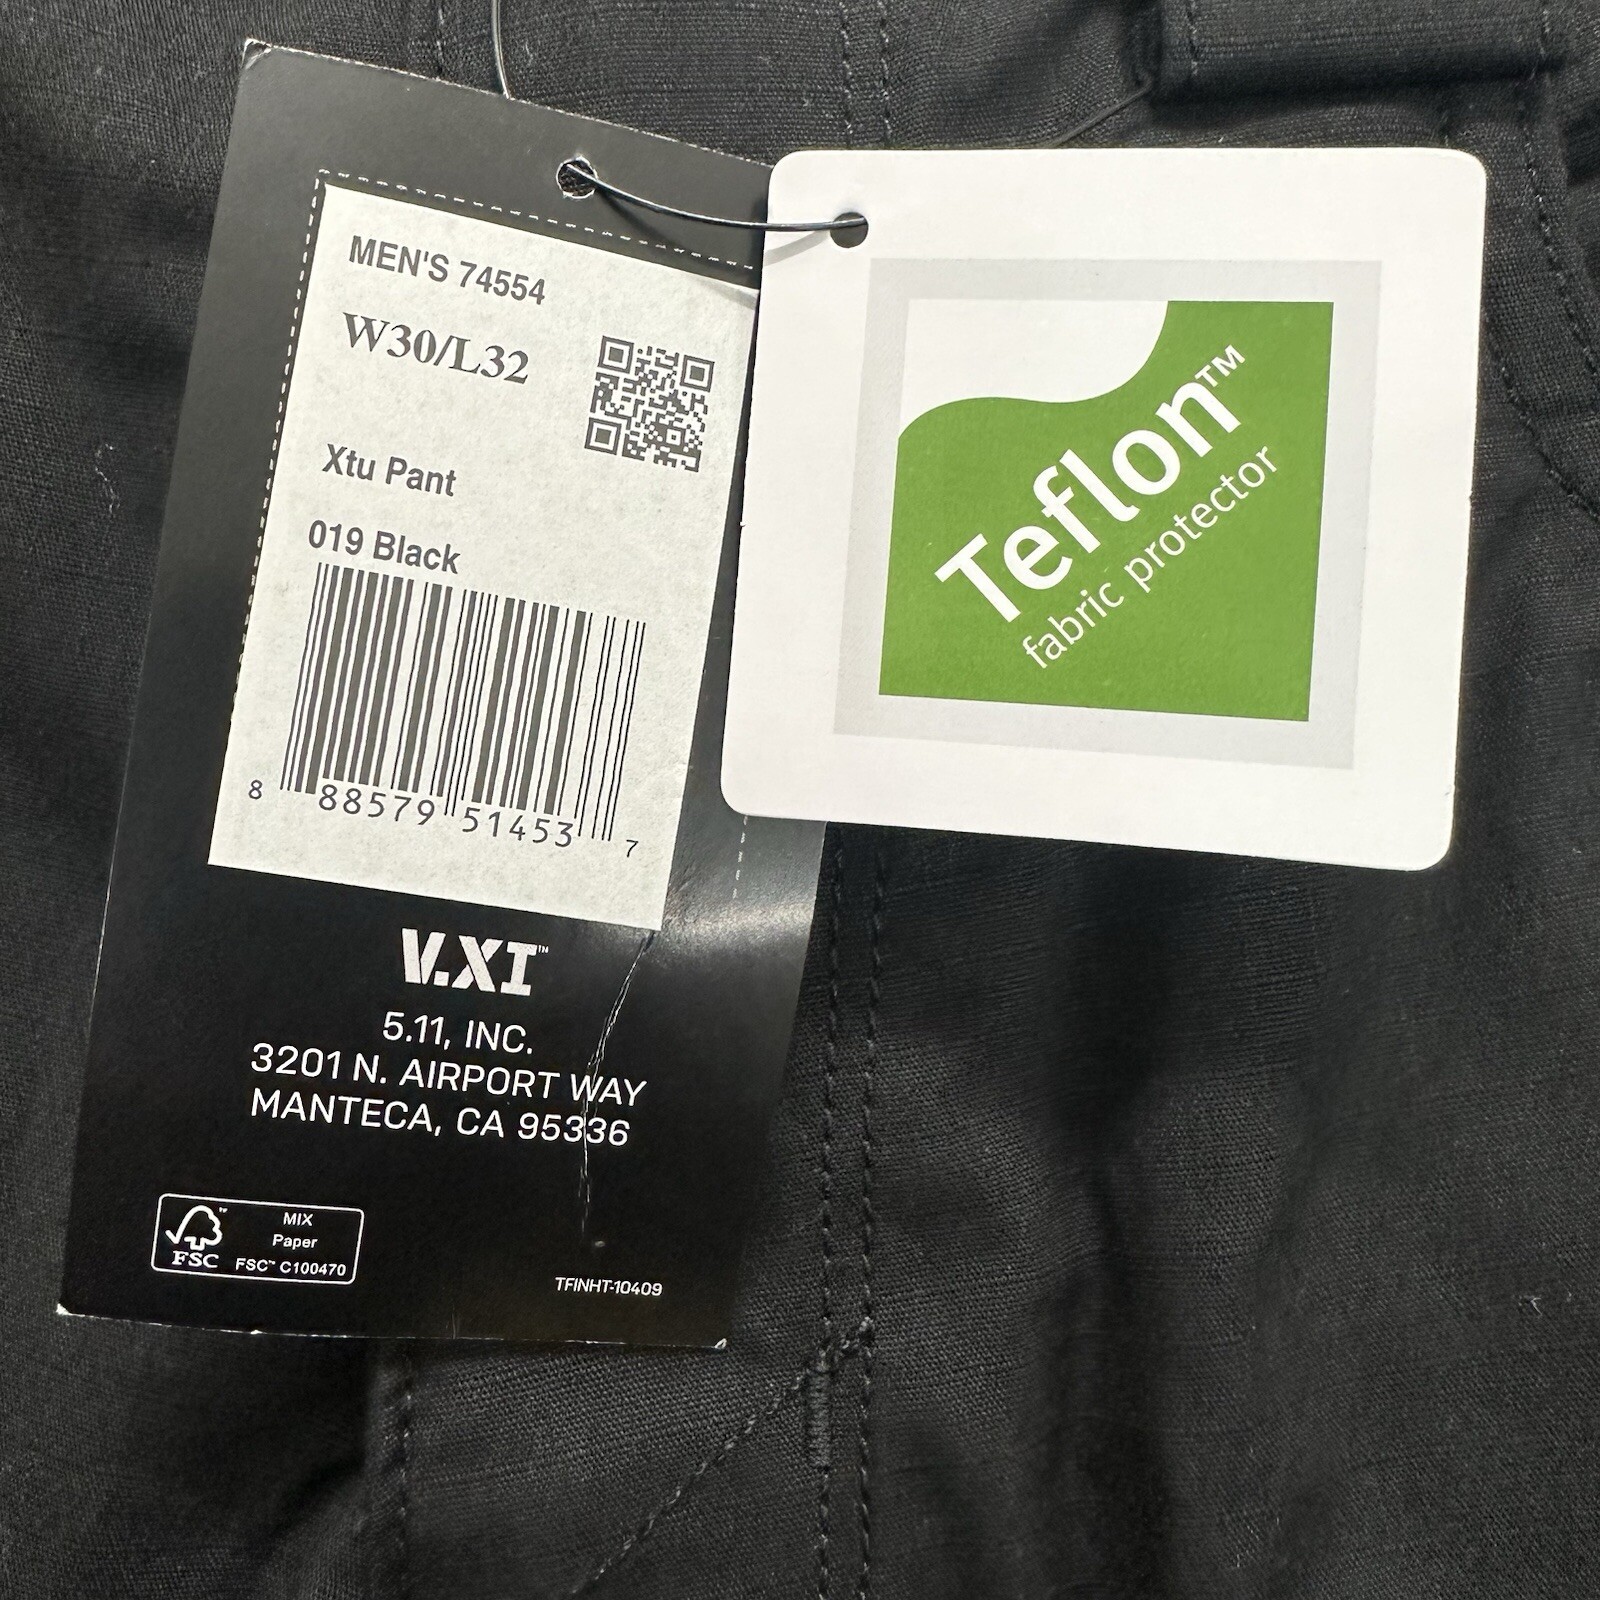 MEN'S 74554
W30/L32
Xtu Pant
019 Black
8 88579 51453 7
V.XI™
5.11, INC.
3201 N. AIRPORT WAY
MANTECA, CA 95336
FSC™
MIX
Paper
FSC™ C100470
TFINHT-10409
Teflon™
fabric protector